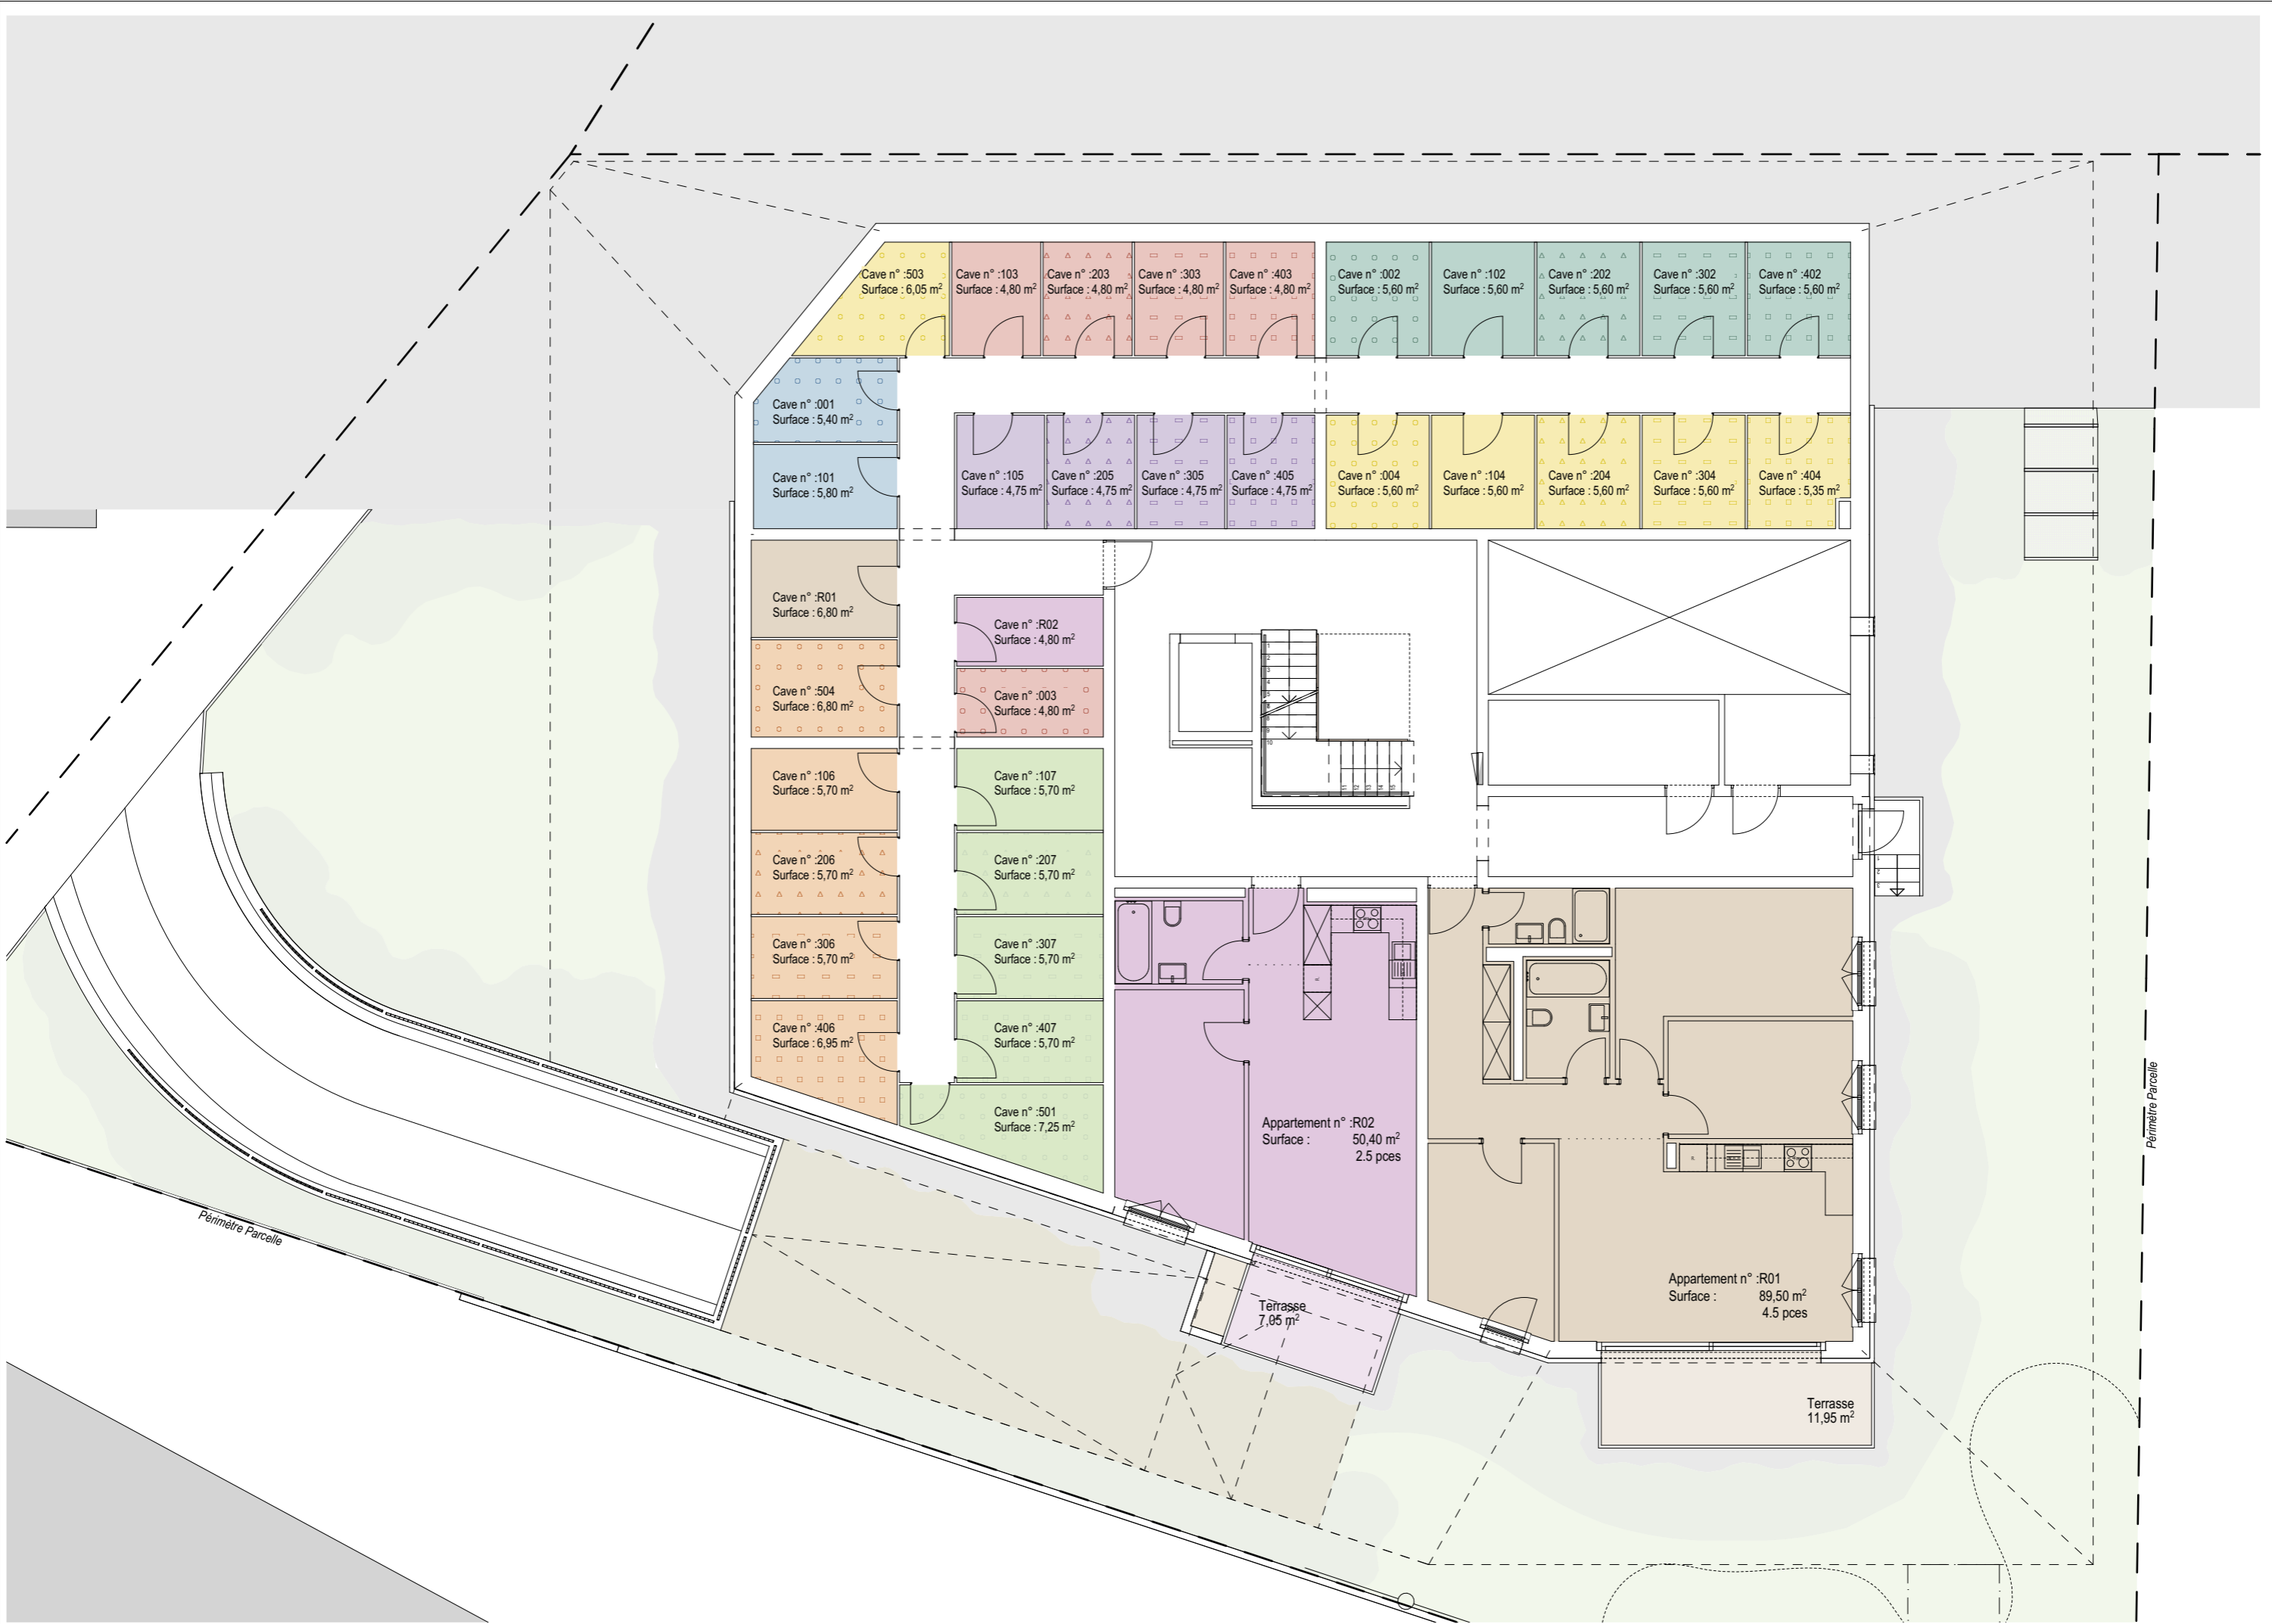 Cave n° :503
Surface : 6,05 m²
Cave n° :103
Surface : 4,80 m²
Cave n° :203
Surface : 4,80 m²
Cave n° :303
Surface : 4,80 m²
Cave n° :403
Surface : 4,80 m²
Cave n° :002
Surface : 5,60 m²
Cave n° :102
Surface : 5,60 m²
Cave n° :202
Surface : 5,60 m²
Cave n° :302
Surface : 5,60 m²
Cave n° :402
Surface : 5,60 m²
Cave n° :001
Surface : 5,40 m²
Cave n° :101
Surface : 5,80 m²
Cave n° :105
Surface : 4,75 m²
Cave n° :205
Surface : 4,75 m²
Cave n° :305
Surface : 4,75 m²
Cave n° :405
Surface : 4,75 m²
Cave n° :004
Surface : 5,60 m²
Cave n° :104
Surface : 5,60 m²
Cave n° :204
Surface : 5,60 m²
Cave n° :304
Surface : 5,60 m²
Cave n° :404
Surface : 5,35 m²
Cave n° :R01
Surface : 6,80 m²
Cave n° :R02
Surface : 4,80 m²
Cave n° :504
Surface : 6,80 m²
Cave n° :003
Surface : 4,80 m²
Cave n° :106
Surface : 5,70 m²
Cave n° :107
Surface : 5,70 m²
Cave n° :206
Surface : 5,70 m²
Cave n° :207
Surface : 5,70 m²
Cave n° :306
Surface : 5,70 m²
Cave n° :307
Surface : 5,70 m²
Cave n° :406
Surface : 6,95 m²
Cave n° :407
Surface : 5,70 m²
Cave n° :501
Surface : 7,25 m²
Appartement n° :R02
Surface : 50,40 m²
2.5 pces
Appartement n° :R01
Surface : 89,50 m²
4.5 pces
Terrasse
7,05 m²
Terrasse
11,95 m²
Périmètre Parcelle
Périmètre Parcelle